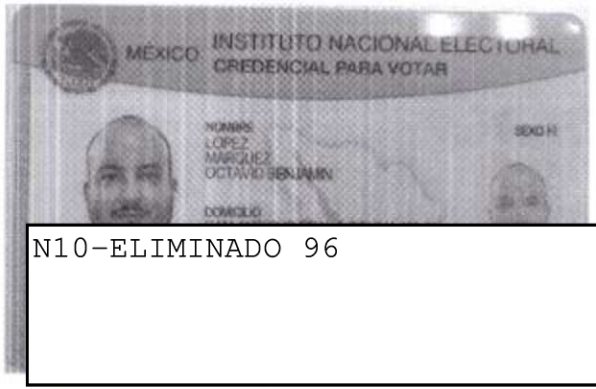 MÉXICO INSTITUTO NACIONAL ELECTORAL
CREDENCIAL PARA VOTAR
NOMBRE
SEXO H
LOPEZ
MARQUEZ
OCTAVIO BENJAMIN
DOMICILIO
N10-ELIMINADO 96